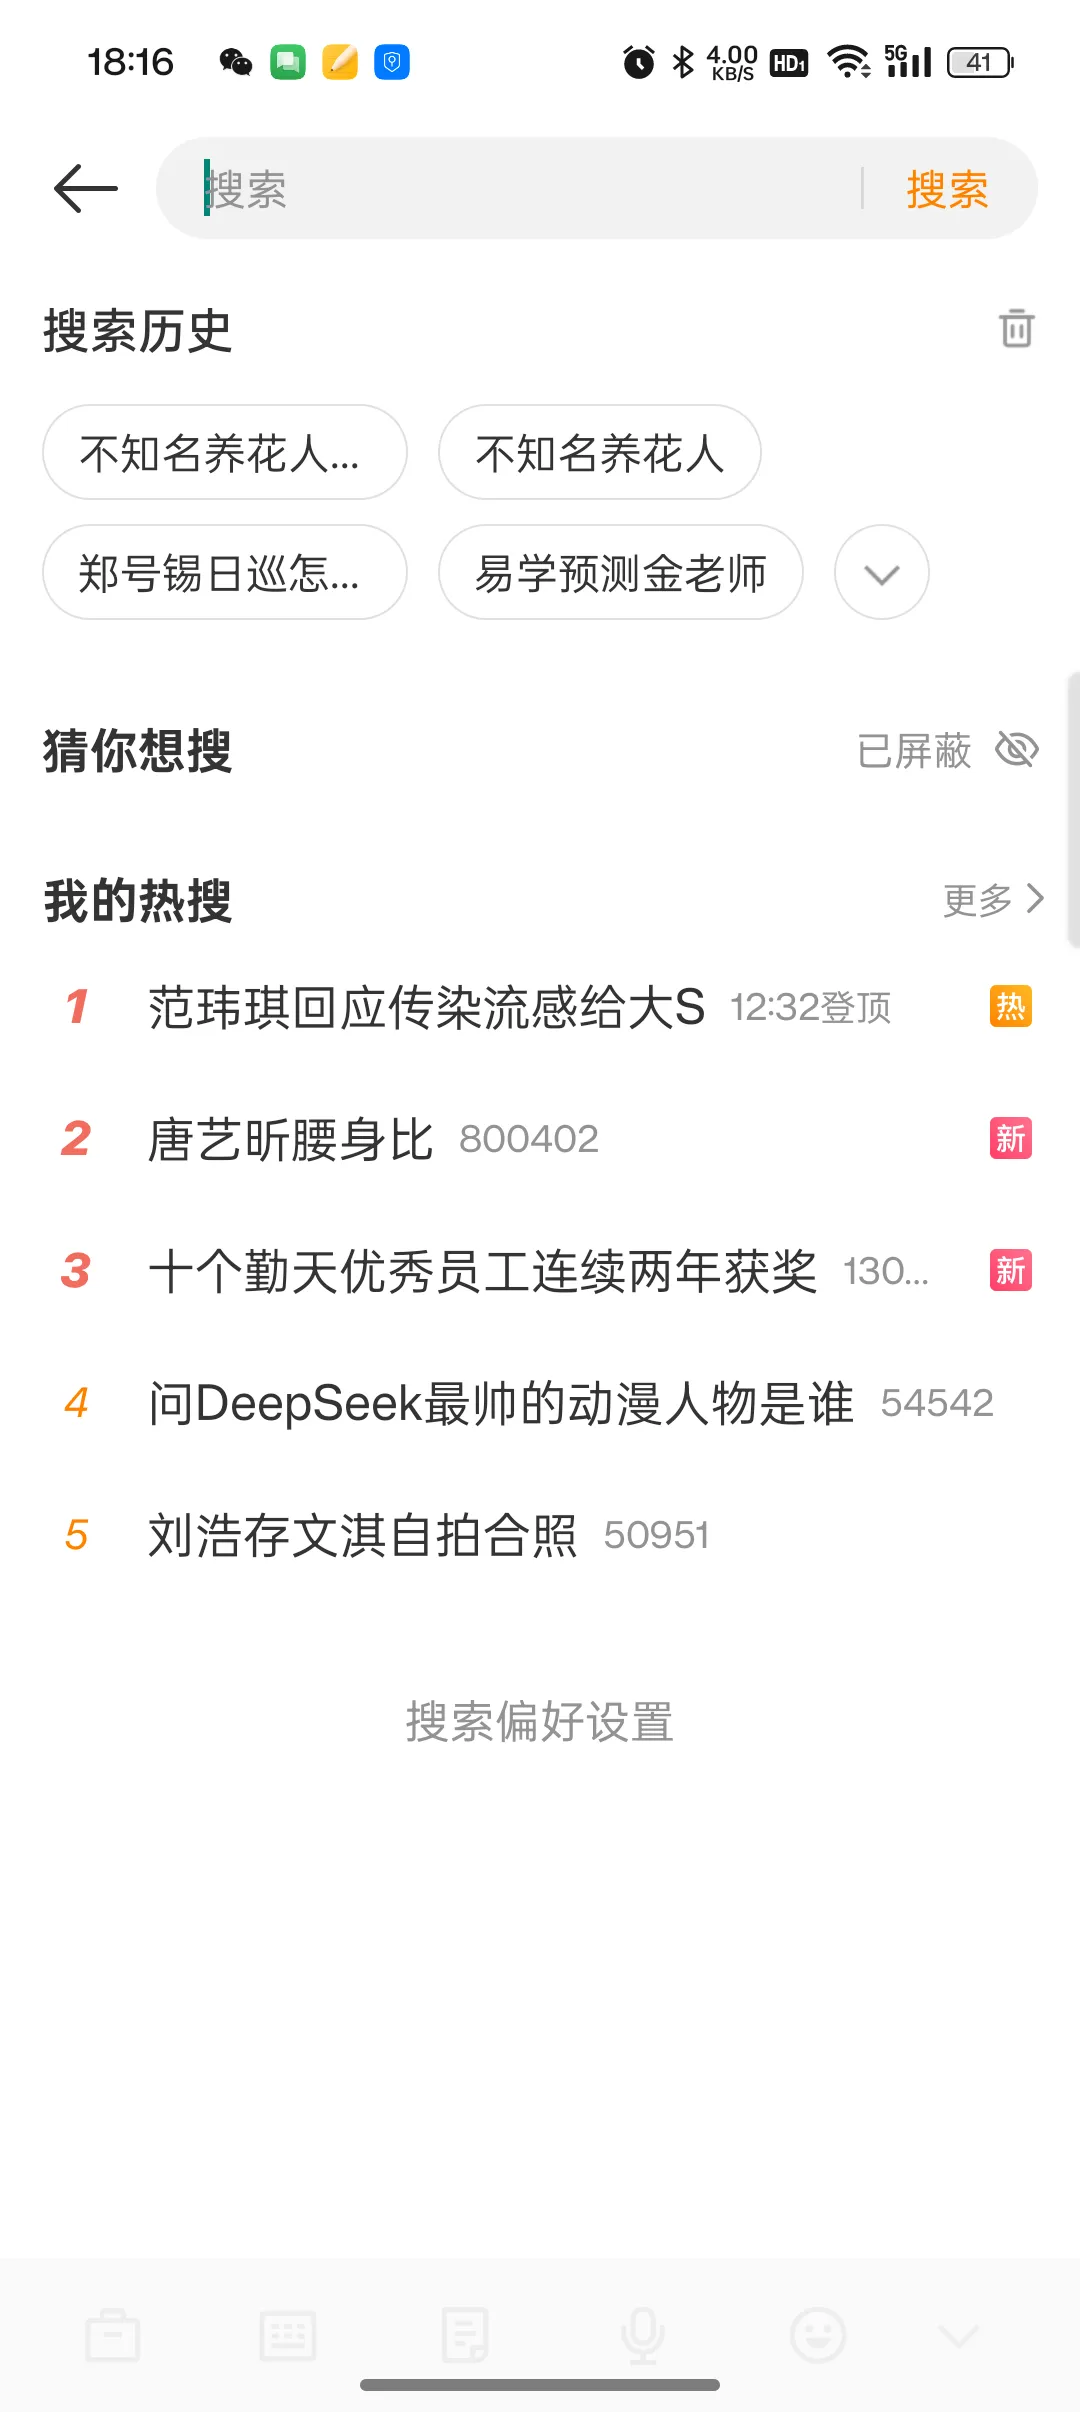 18:16 4.00 KB/S HD1 5G 41
搜索 搜索
搜索历史
不知名养花人... 不知名养花人
郑号锡日巡怎... 易学预测金老师
猜你想搜 已屏蔽
我的热搜 更多
1 范玮琪回应传染流感给大S 12:32登顶 热
2 唐艺昕腰身比 800402 新
3 十个勤天优秀员工连续两年获奖 130... 新
4 问DeepSeek最帅的动漫人物是谁 54542
5 刘浩存文淇自拍合照 50951
搜索偏好设置